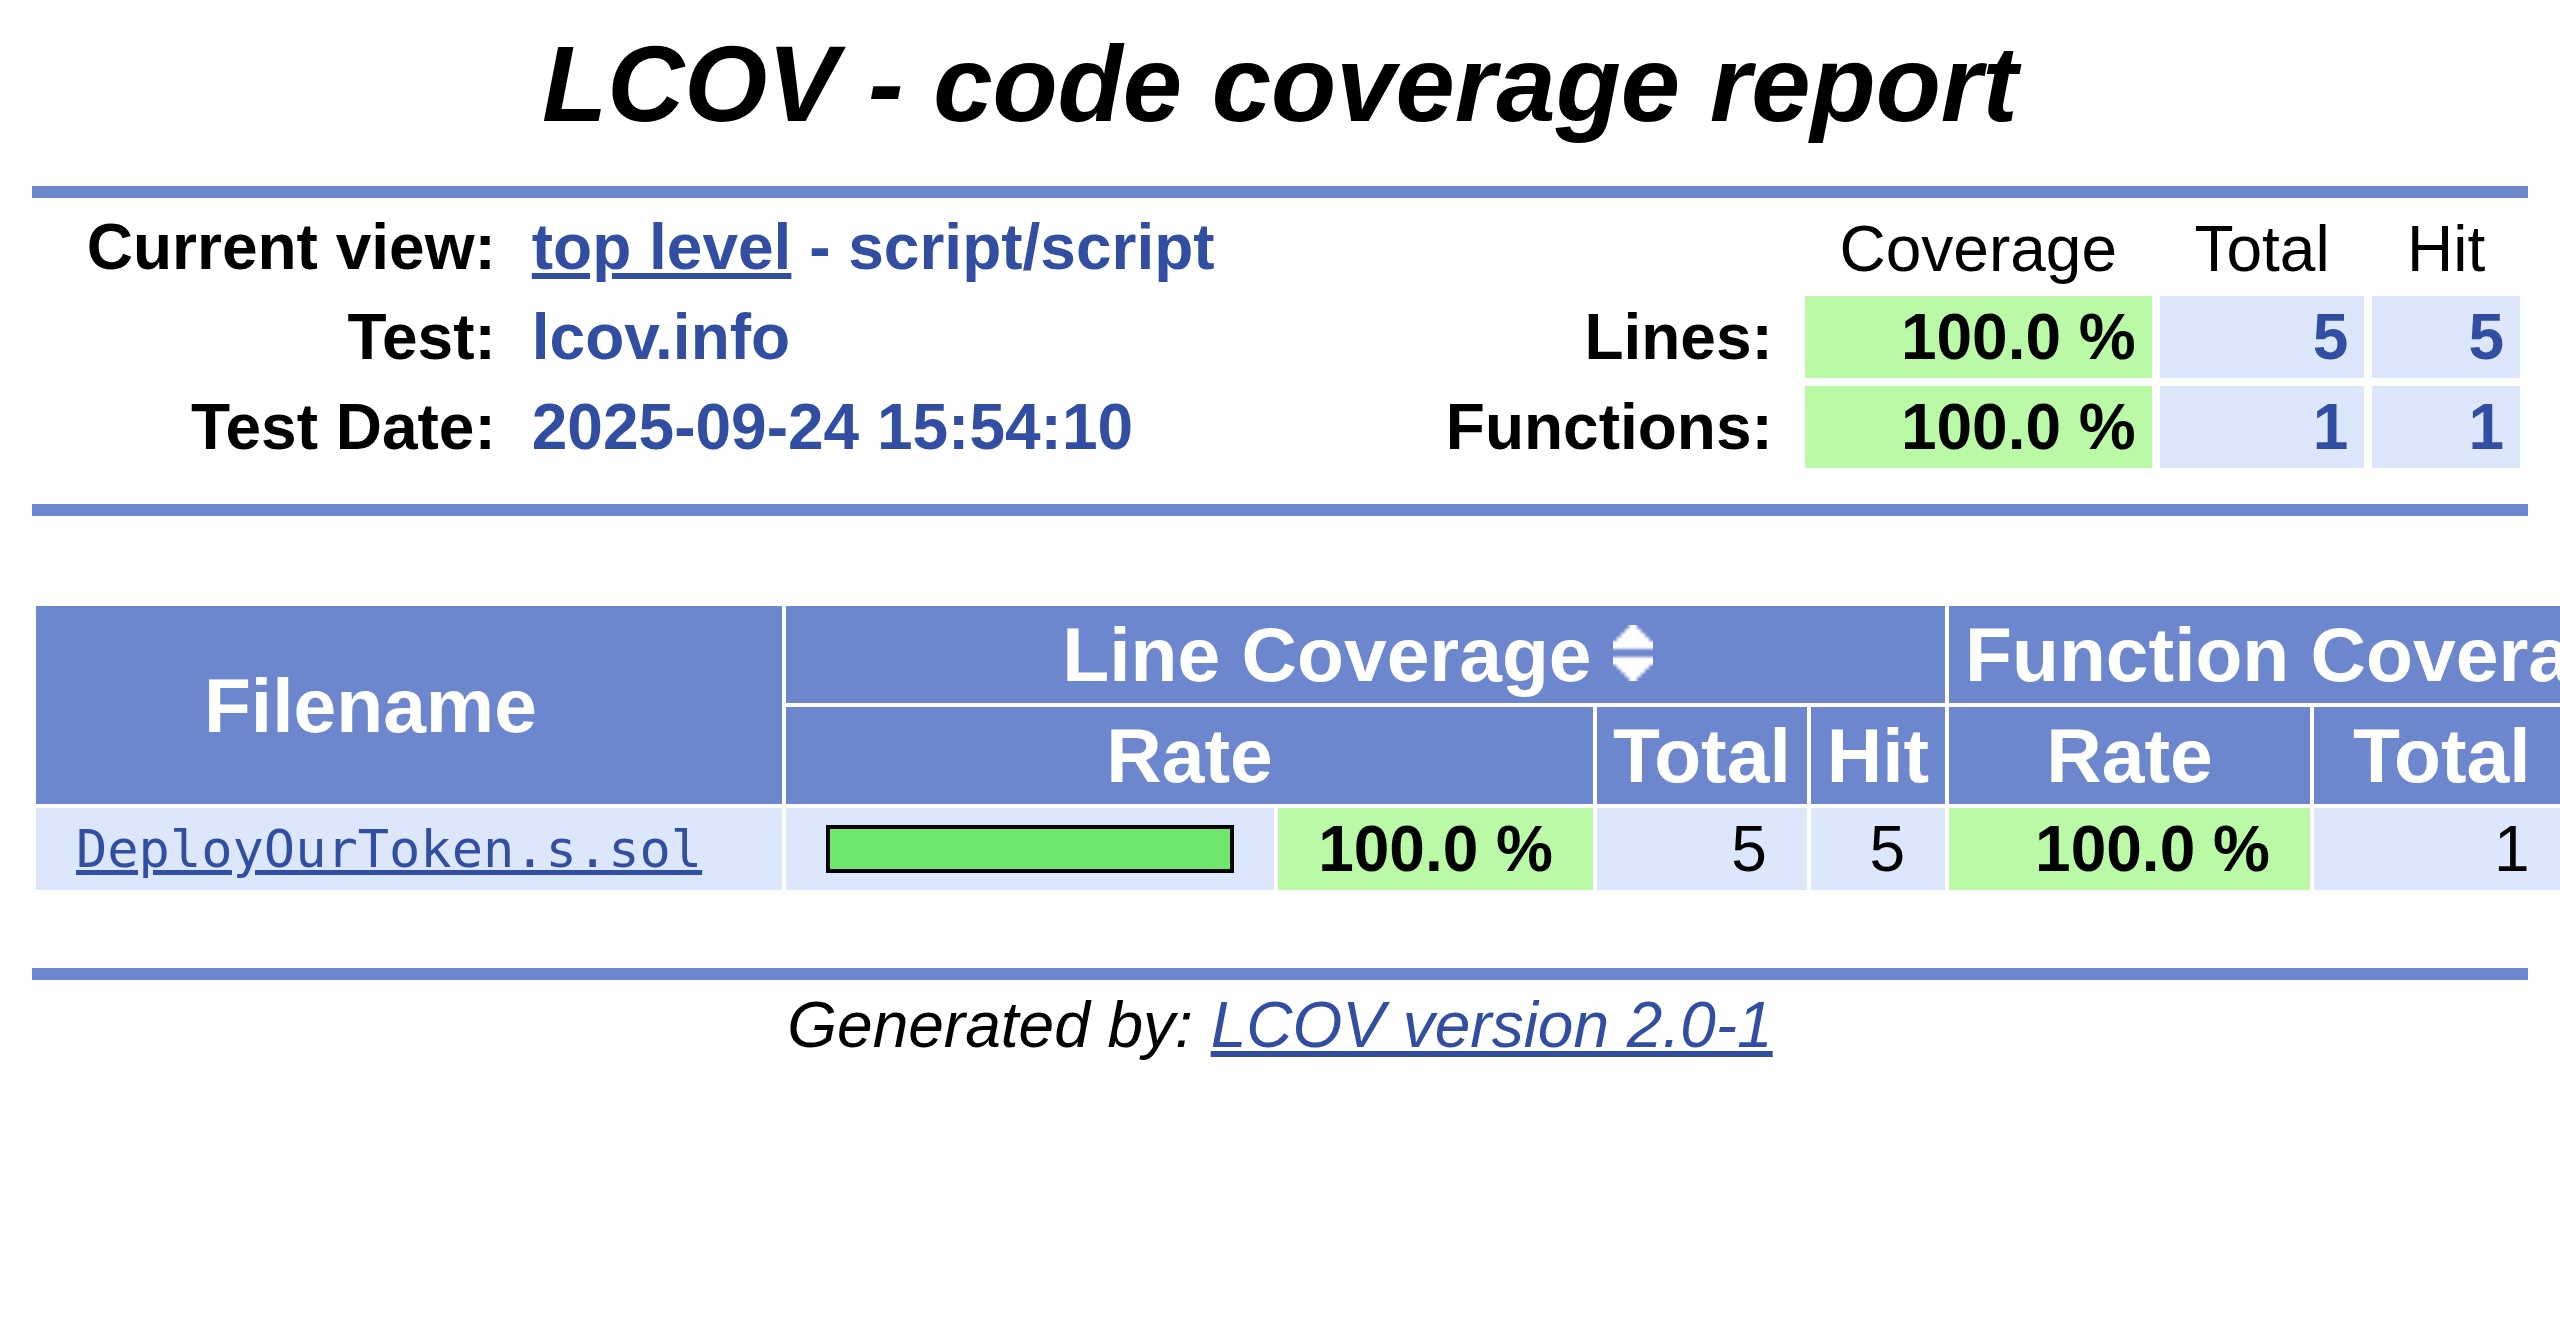 LCOV - code coverage report
Current view: top level - script/script Coverage Total Hit
Test: lcov.info Lines: 100.0 % 5 5
Test Date: 2025-09-24 15:54:10 Functions: 100.0 % 1 1
Filename Line Coverage Function Covera
Rate Total Hit Rate Total
DeployOurToken.s.sol 100.0 % 5 5 100.0 % 1
Generated by: LCOV version 2.0-1